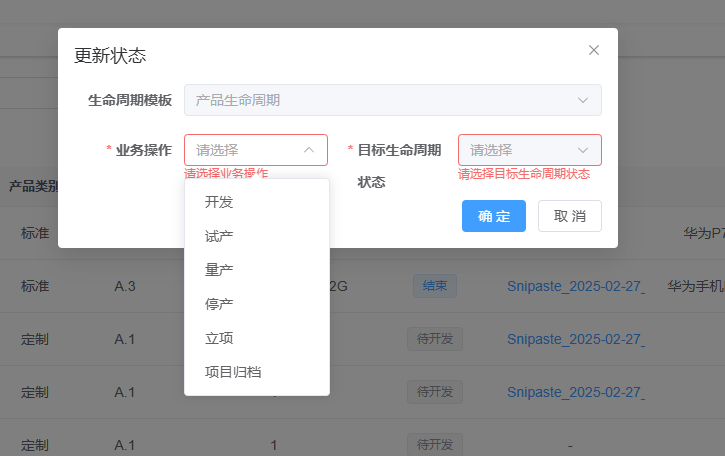 更新状态
生命周期模板 产品生命周期
* 业务操作 请选择 * 目标生命周期状态 请选择
请选择业务操作 请选择目标生命周期状态
确 定 取 消
开发
试产
量产
停产
立项
项目归档
产品类别
标准 华为P7
标准 A.3 2G 结束 Snipaste_2025-02-27_ 华为手机
定制 A.1 待开发 Snipaste_2025-02-27_
定制 A.1 待开发 Snipaste_2025-02-27_
定制 A.1 1 待开发 -